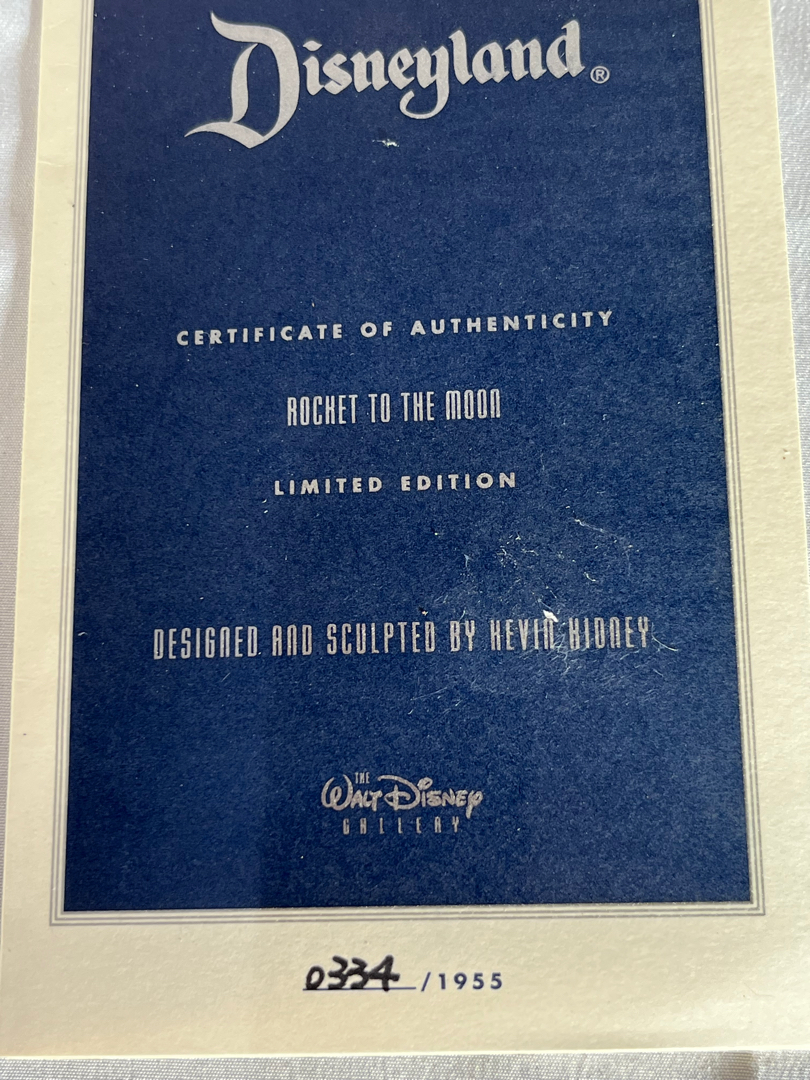 Disneyland®
CERTIFICATE OF AUTHENTICITY
ROCKET TO THE MOON
LIMITED EDITION
DESIGNED AND SCULPTED BY KEVIN KIDNEY
THE
WALT DISNEY
GALLERY
0334/1955